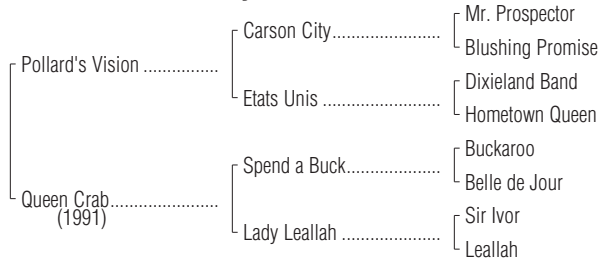 Mr. Prospector
Carson City..................
Blushing Promise
Pollard's Vision ...............
Dixieland Band
Etats Unis .....................
Hometown Queen
Buckaroo
Spend a Buck................
Belle de Jour
Queen Crab.....................
(1991)
Sir Ivor
Lady Leallah .................
Leallah